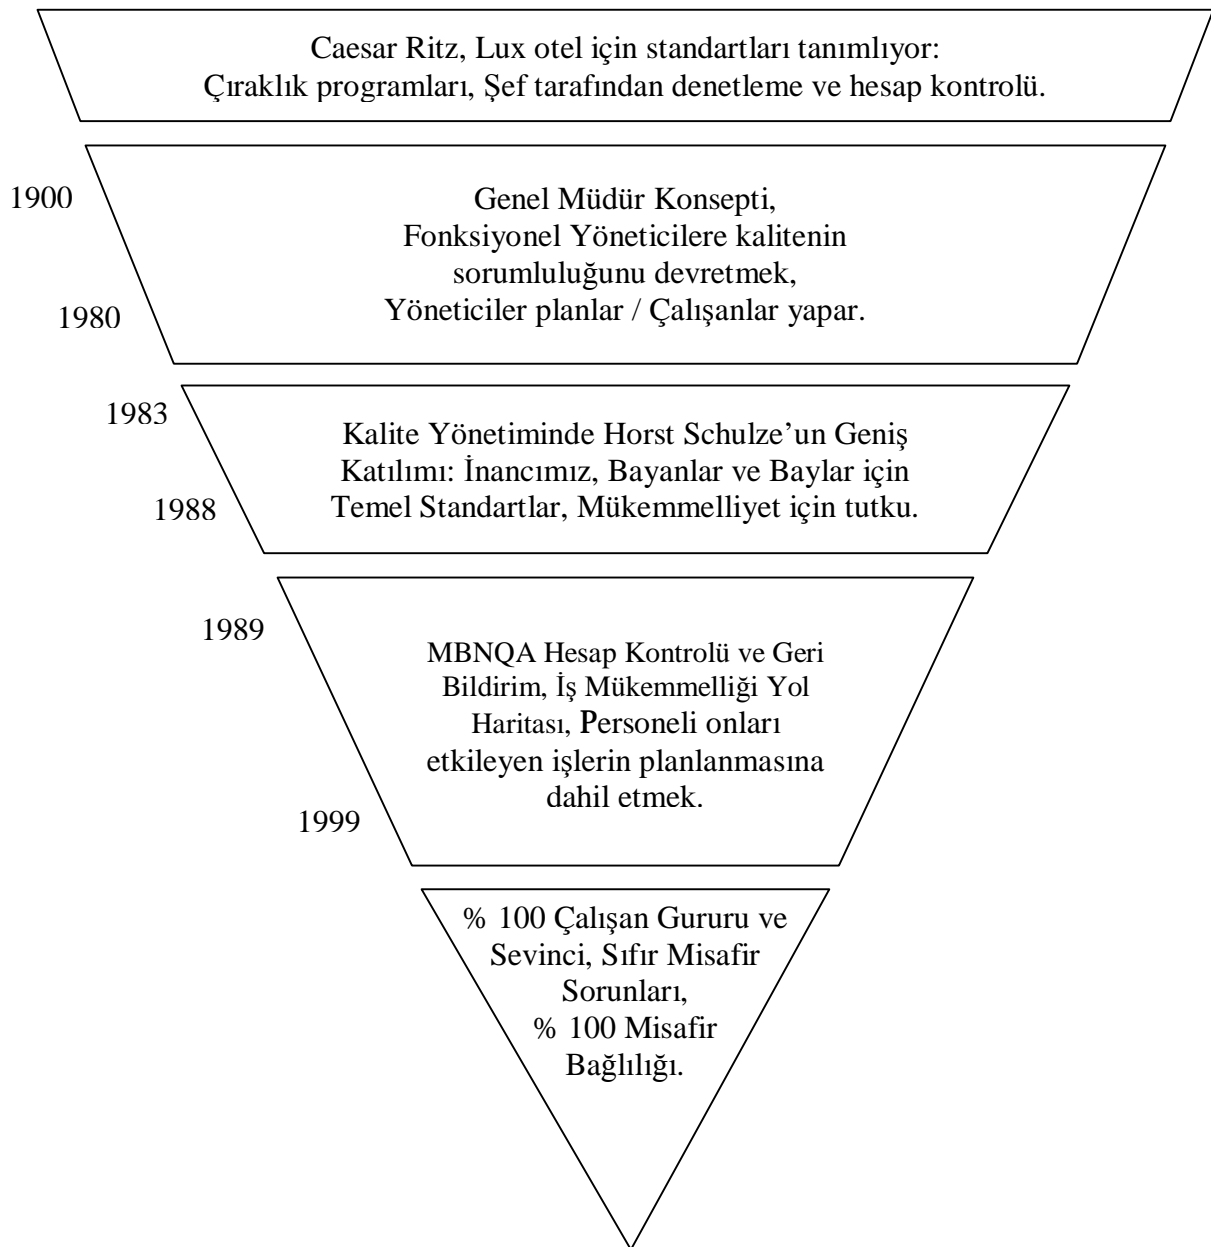 Caesar Ritz, Lux otel için standartları tanımlıyor:
Çıraklık programları, Şef tarafından denetleme ve hesap kontrolü.
1900
Genel Müdür Konsepti,
Fonksiyonel Yöneticilere kalitenin
sorumluluğunu devretmek,
Yöneticiler planlar / Çalışanlar yapar.
1980
1983
Kalite Yönetiminde Horst Schulze’un Geniş
Katılımı: İnancımız, Bayanlar ve Baylar için
Temel Standartlar, Mükemmelliyet için tutku.
1988
1989
MBNQA Hesap Kontrolü ve Geri
Bildirim, İş Mükemmelliği Yol
Haritası, Personeli onları
etkileyen işlerin planlanmasına
dahil etmek.
1999
% 100 Çalışan Gururu ve
Sevinci, Sıfır Misafir
Sorunları,
% 100 Misafir
Bağlılığı.